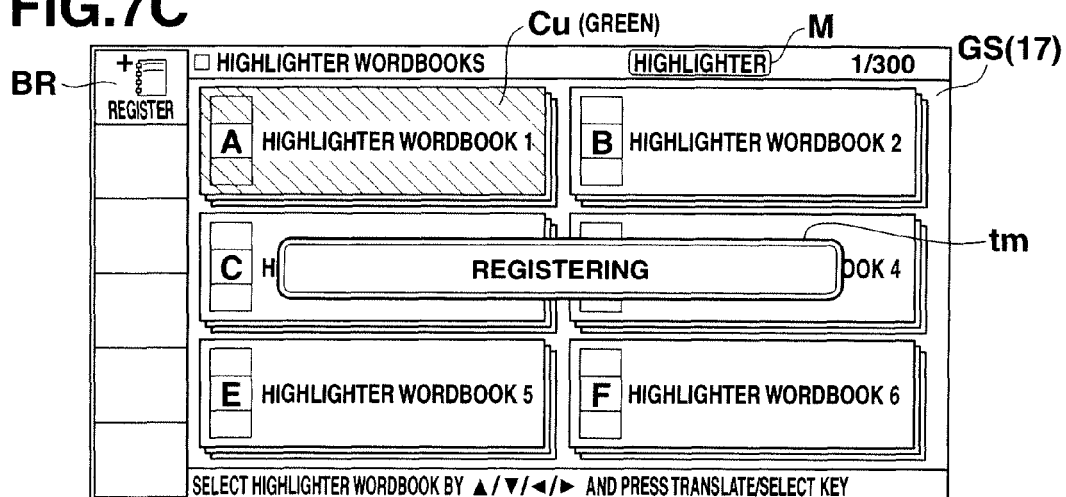 FIG.7C
Cu (GREEN)
M
GS(17)
BR
+
REGISTER
□ HIGHLIGHTER WORDBOOKS HIGHLIGHTER 1/300
A HIGHLIGHTER WORDBOOK 1
B HIGHLIGHTER WORDBOOK 2
C H
OOK 4
REGISTERING
tm
E HIGHLIGHTER WORDBOOK 5
F HIGHLIGHTER WORDBOOK 6
SELECT HIGHLIGHTER WORDBOOK BY ▲/▼/◄/► AND PRESS TRANSLATE/SELECT KEY